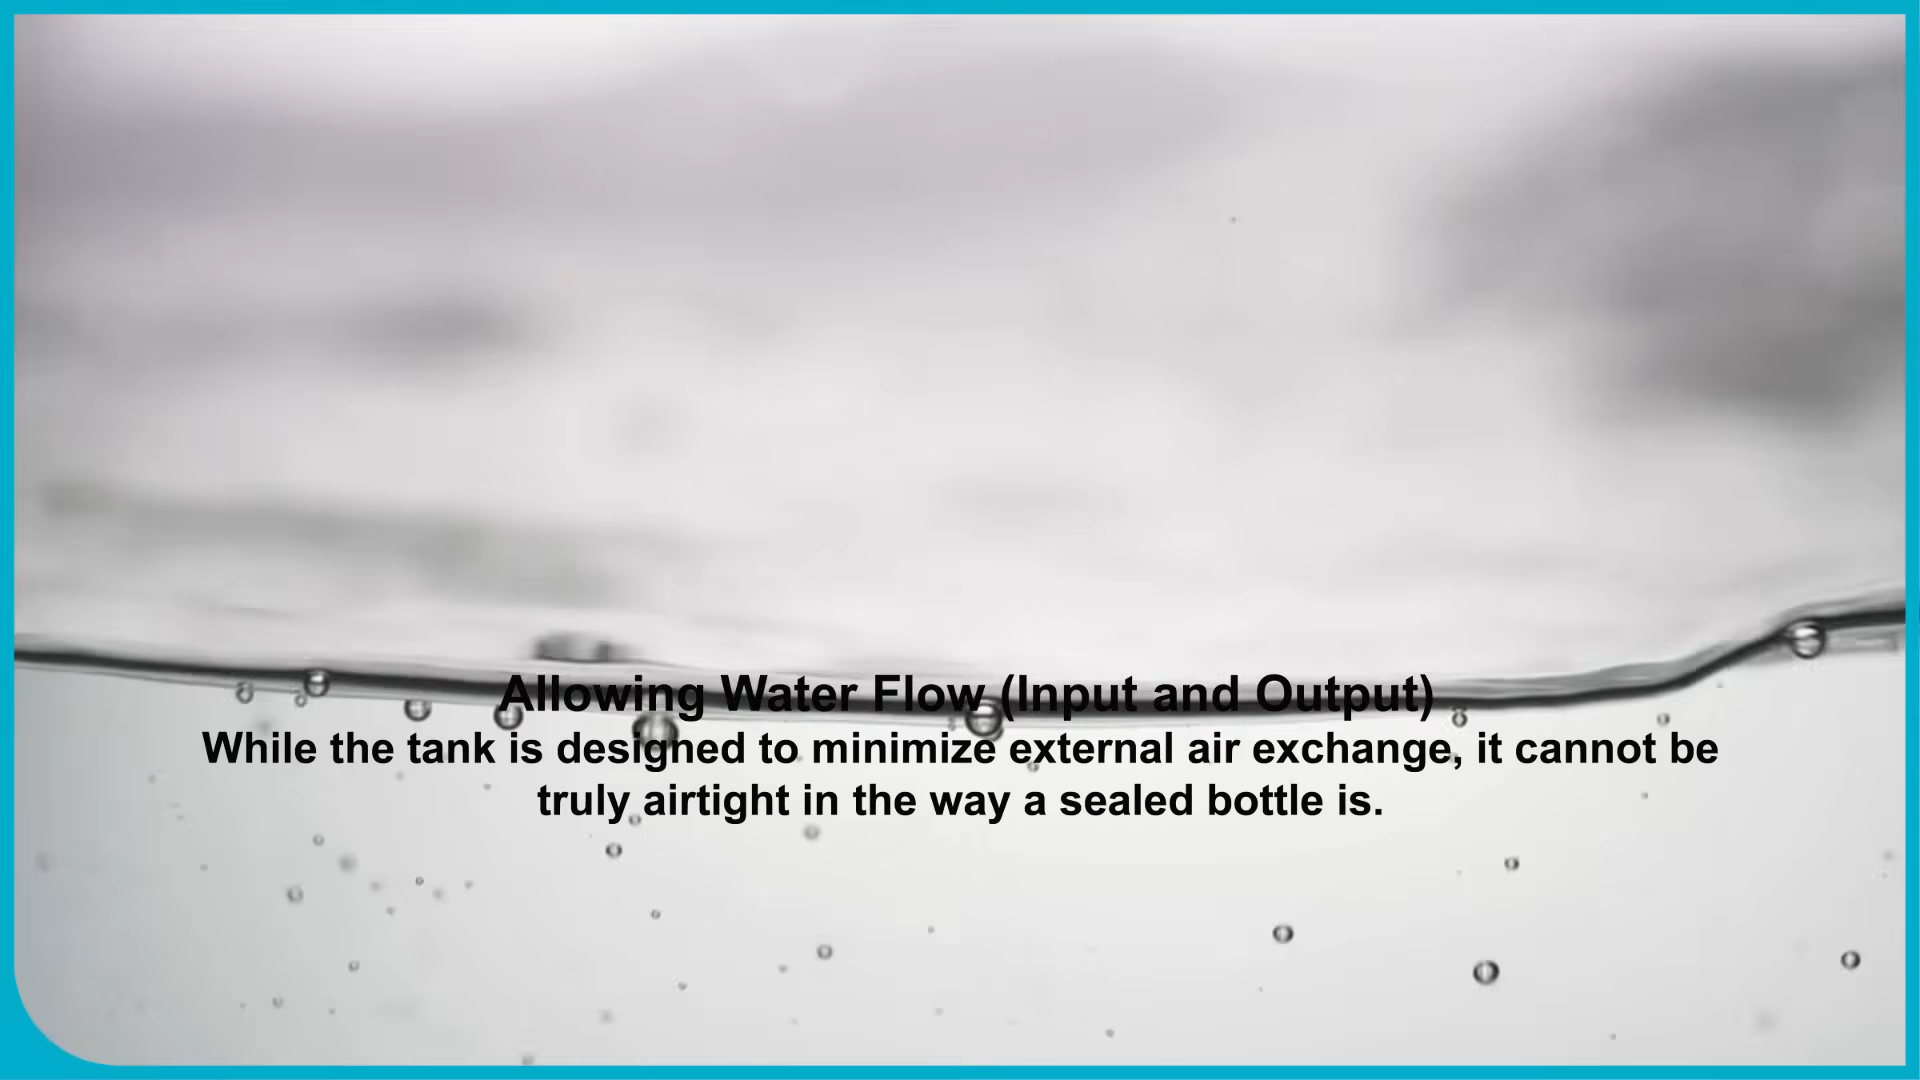 Allowing Water Flow (Input and Output)
While the tank is designed to minimize external air exchange, it cannot be
truly airtight in the way a sealed bottle is.